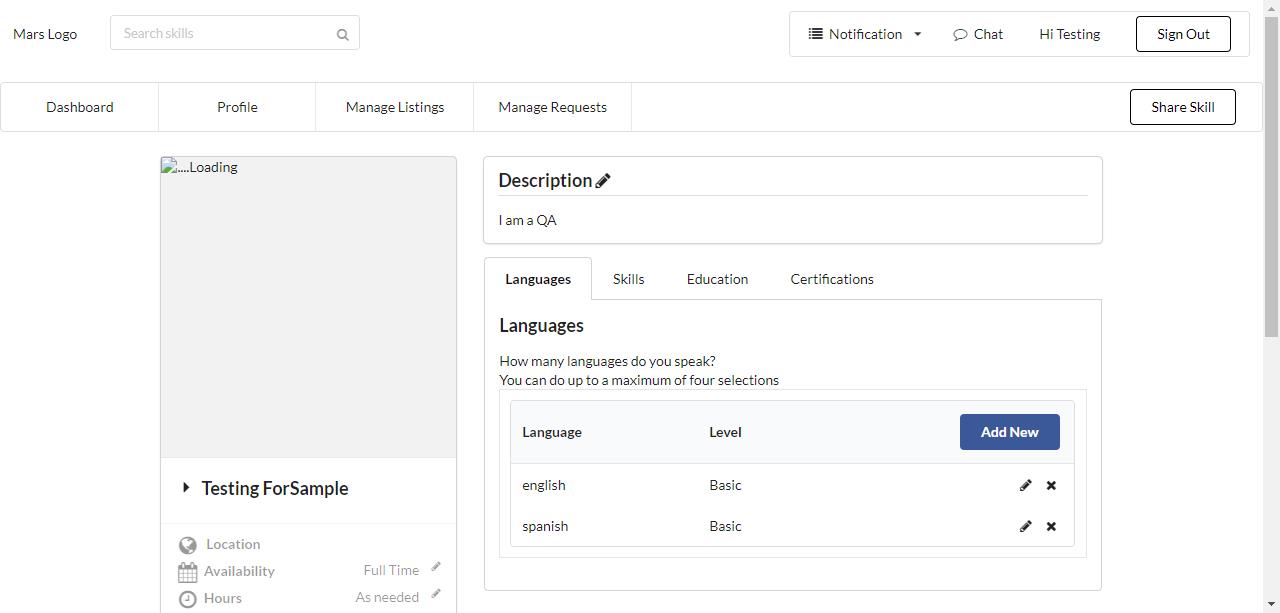 Mars Logo
Search skills
Notification
Chat
Hi Testing
Sign Out
Dashboard
Profile
Manage Listings
Manage Requests
Share Skill
....Loading
Description
I am a QA
Languages
Skills
Education
Certifications
Languages
How many languages do you speak?
You can do up to a maximum of four selections
Language
Level
Add New
english
Basic
spanish
Basic
Testing ForSample
Location
Availability
Full Time
Hours
As needed